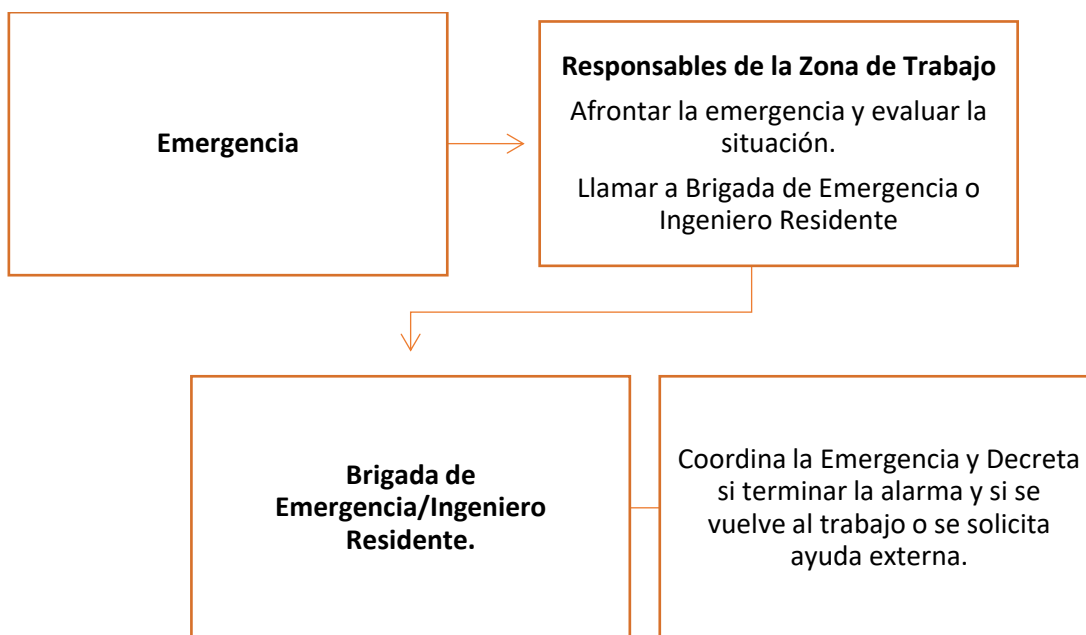 Emergencia
Responsables de la Zona de Trabajo
Afrontar la emergencia y evaluar la
situación.
Llamar a Brigada de Emergencia o
Ingeniero Residente
Brigada de
Emergencia/Ingeniero
Residente.
Coordina la Emergencia y Decreta
si terminar la alarma y si se
vuelve al trabajo o se solicita
ayuda externa.